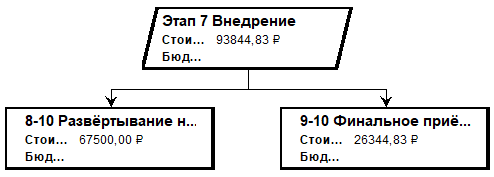 Этап 7 Внедрение
Стои... 93844,83 ₽
Бюд...
8-10 Развёртывание н...
Стои... 67500,00 ₽
Бюд...
9-10 Финальное приё...
Стои... 26344,83 ₽
Бюд...